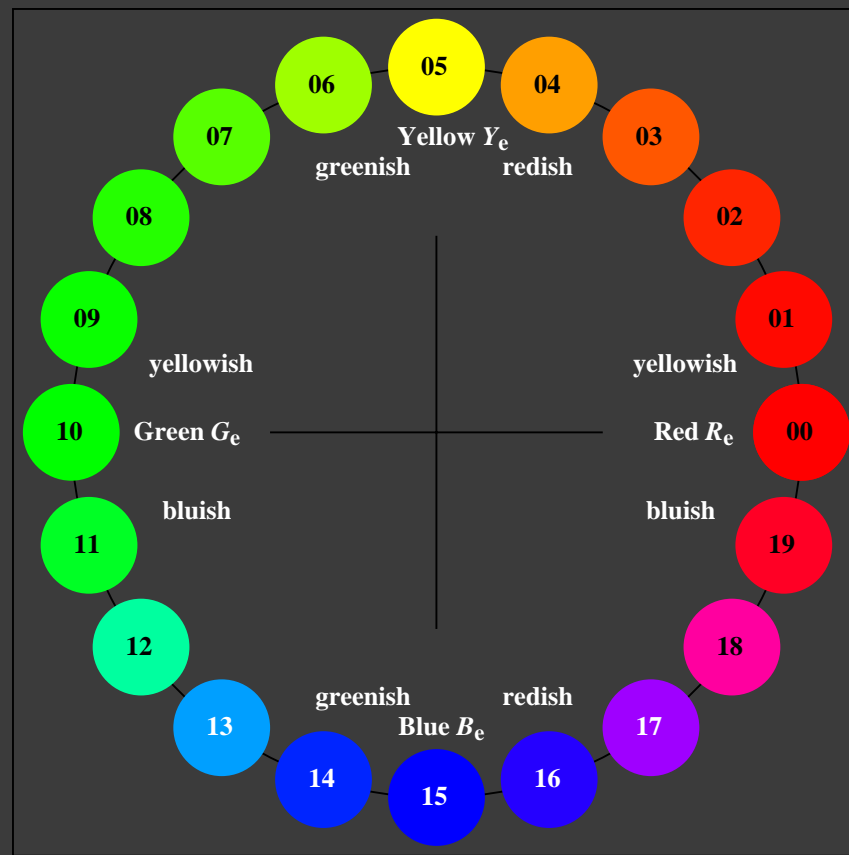 05
06
04
07
Yellow Ye
03
greenish
redish
08
02
09
01
yellowish
yellowish
10
Green Ge
Red Re
00
bluish
bluish
11
19
12
18
greenish
redish
13
Blue Be
17
14
16
15